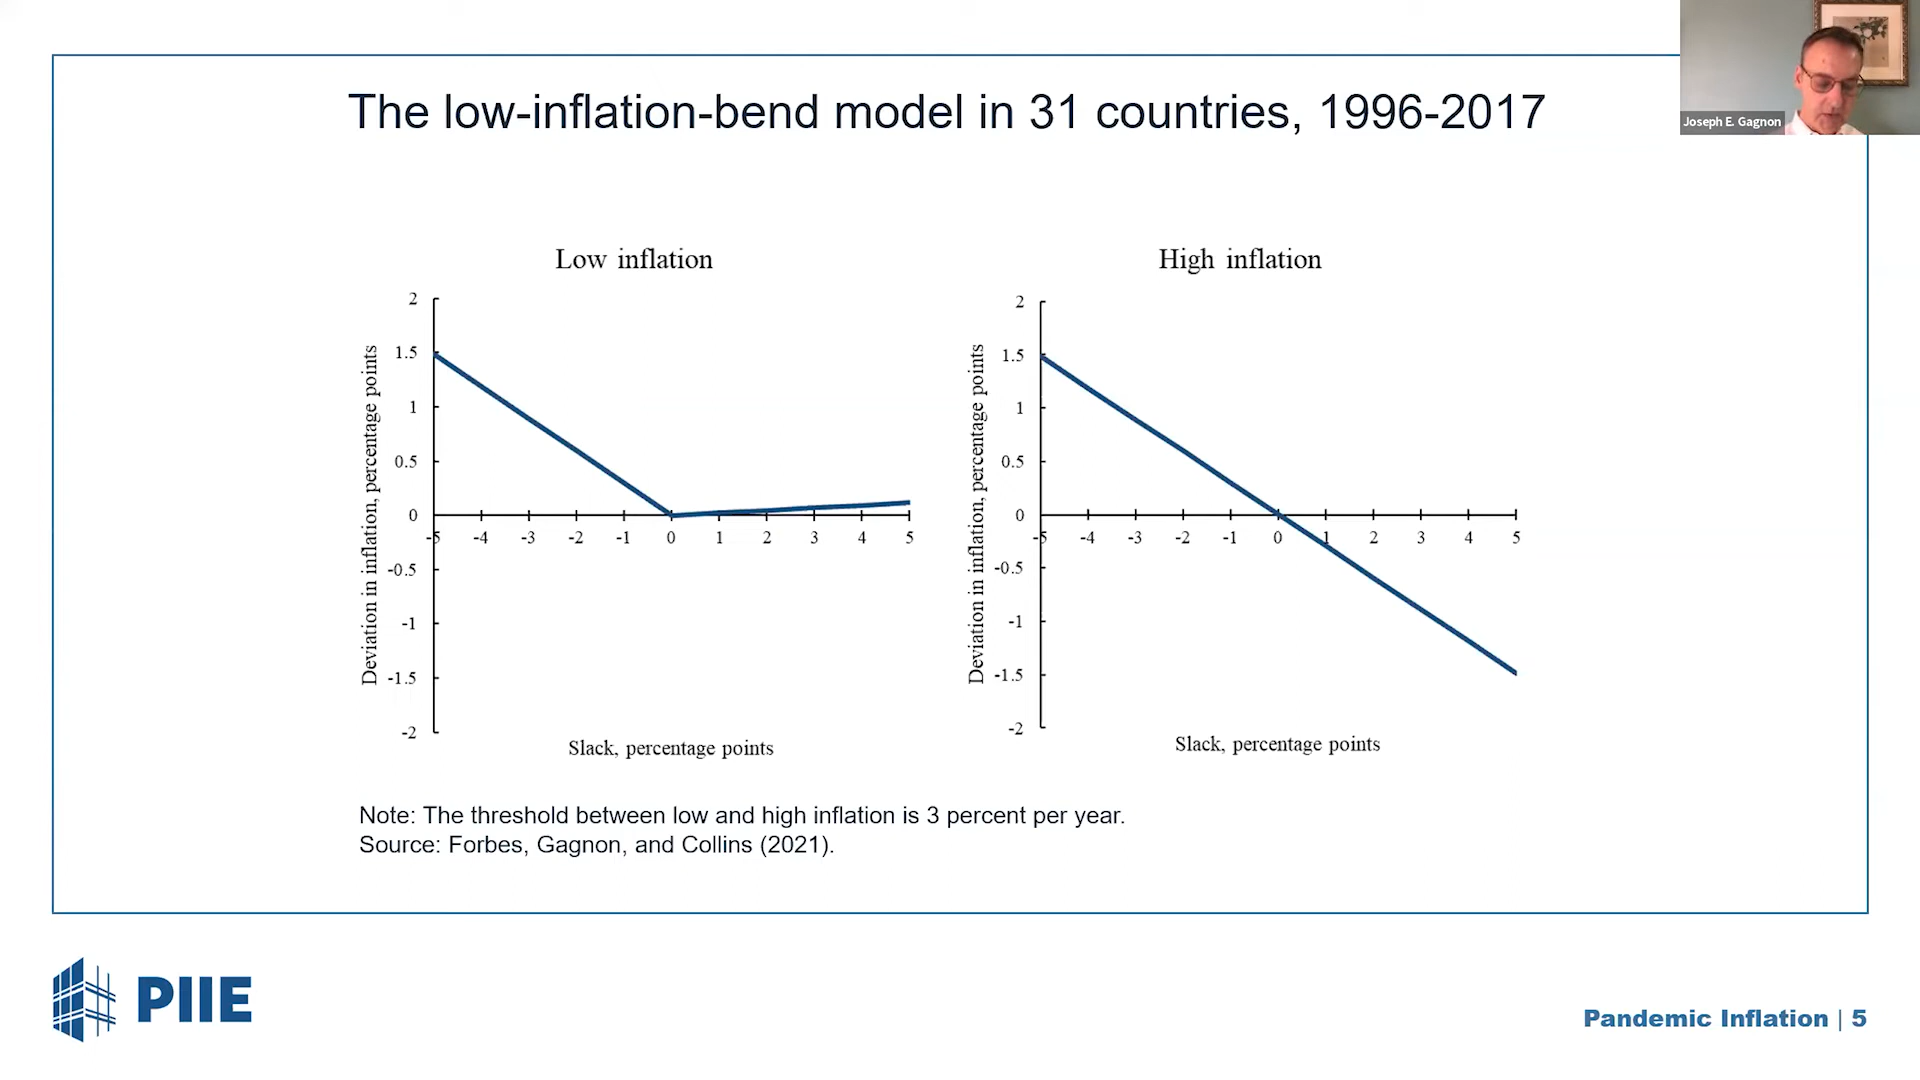 Joseph E. Gagnon
The low-inflation-bend model in 31 countries, 1996-2017
Low inflation
Deviation in inflation, percentage points
2
1.5
1
0.5
0
-0.5
-1
-1.5
-2
-5 -4 -3 -2 -1 0 1 2 3 4 5
Slack, percentage points
High inflation
Deviation in inflation, percentage points
2
1.5
1
0.5
0
-0.5
-1
-1.5
-2
-5 -4 -3 -2 -1 0 1 2 3 4 5
Slack, percentage points
Note: The threshold between low and high inflation is 3 percent per year.
Source: Forbes, Gagnon, and Collins (2021).
PIIE
Pandemic Inflation | 5